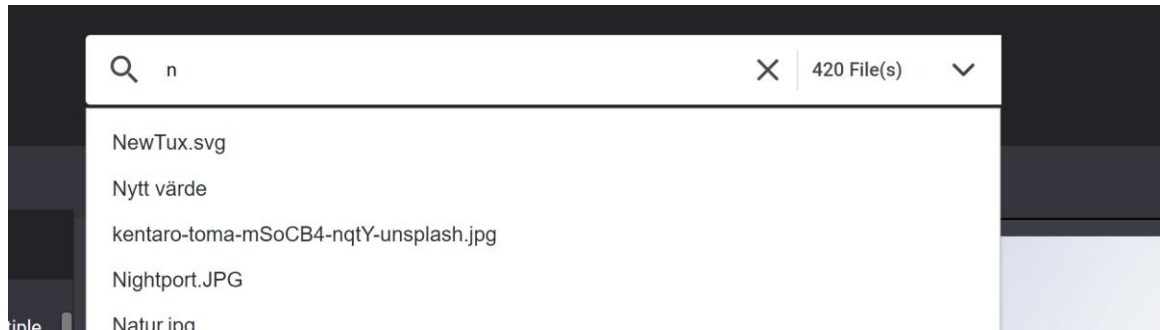 n
420 File(s)
NewTux.svg
Nytt värde
kentaro-toma-mSoCB4-nqtY-unsplash.jpg
Nightport.JPG
Natur.jpg